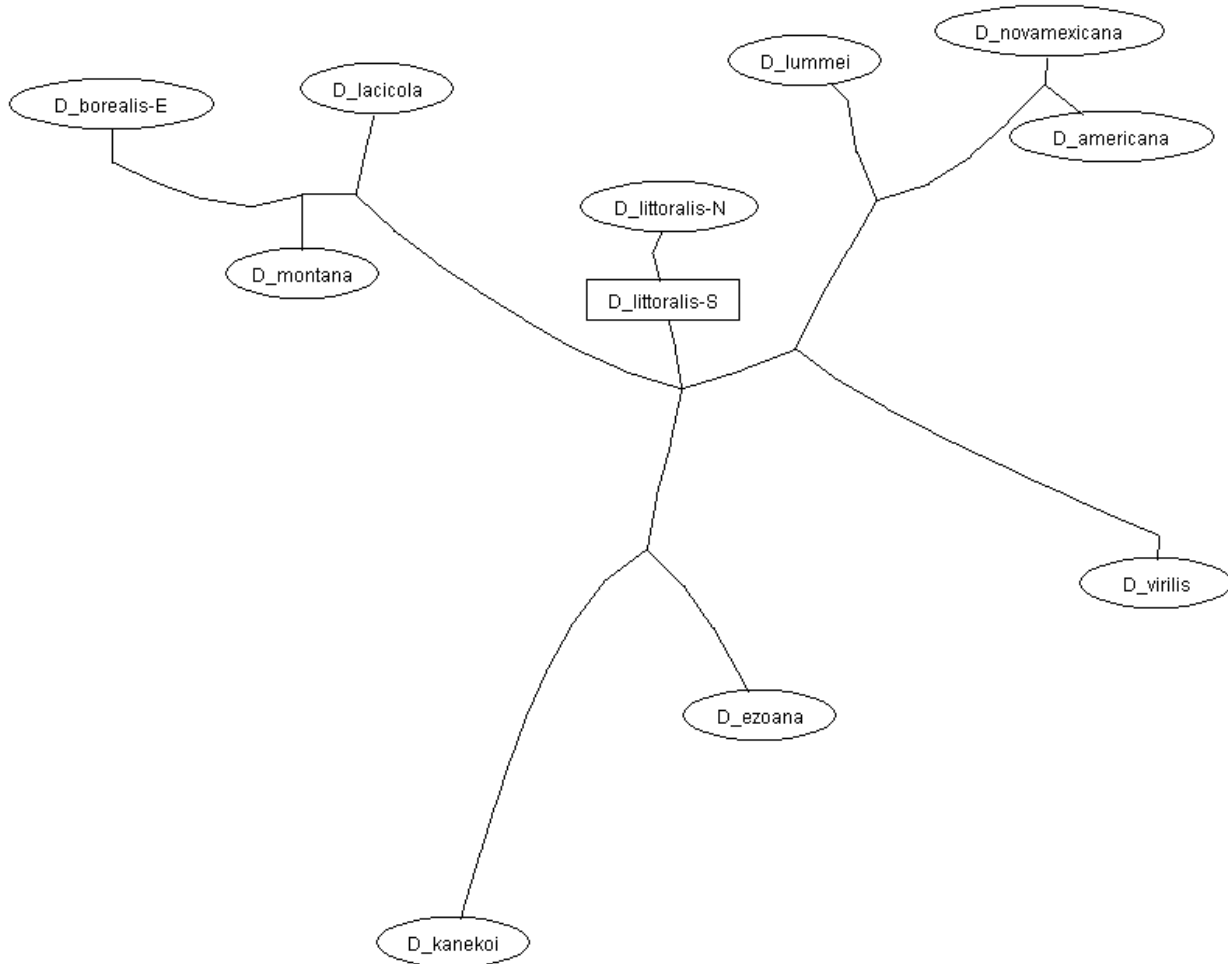 D_novamexicana
D_lummei
D_lacicola
D_borealis-E
D_americana
D_littoralis-N
D_montana
D_littoralis-S
D_virilis
D_ezoana
D_kanekoi